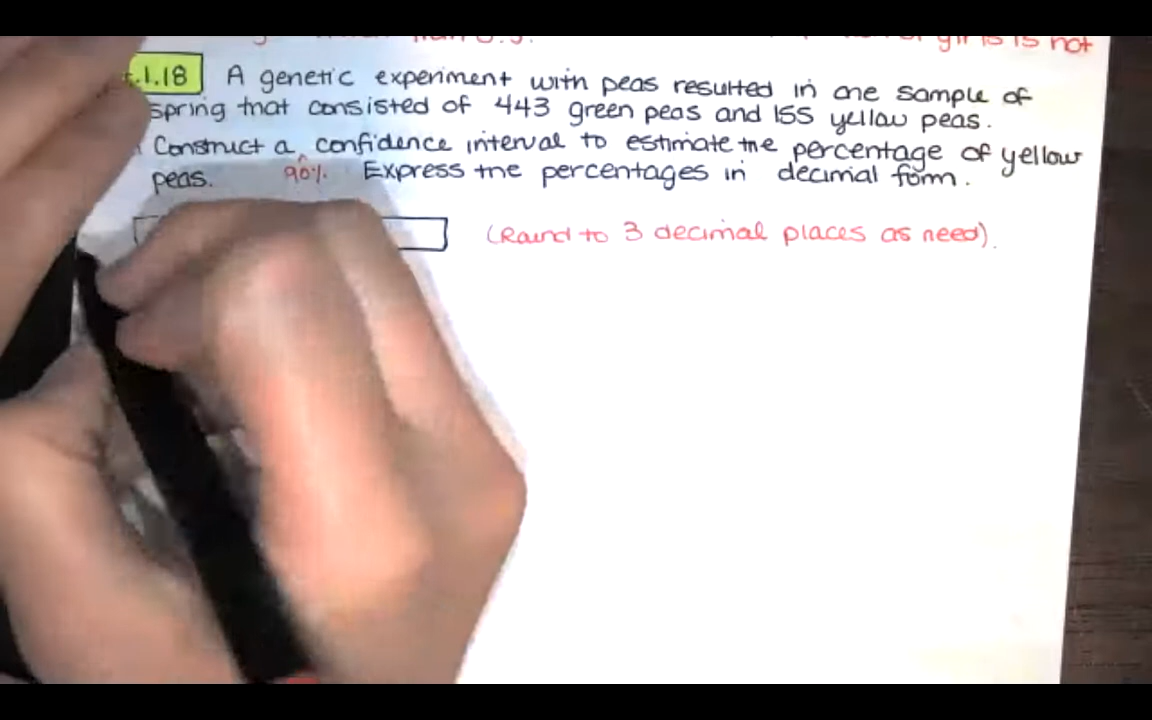 .1.18 A genetic experiment with peas resulted in one sample of
spring that consisted of 443 green peas and 155 yellow peas.
Construct a confidence interval to estimate the percentage of yellow
peas. 90% Express the percentages in decimal form.
(Round to 3 decimal places as need).